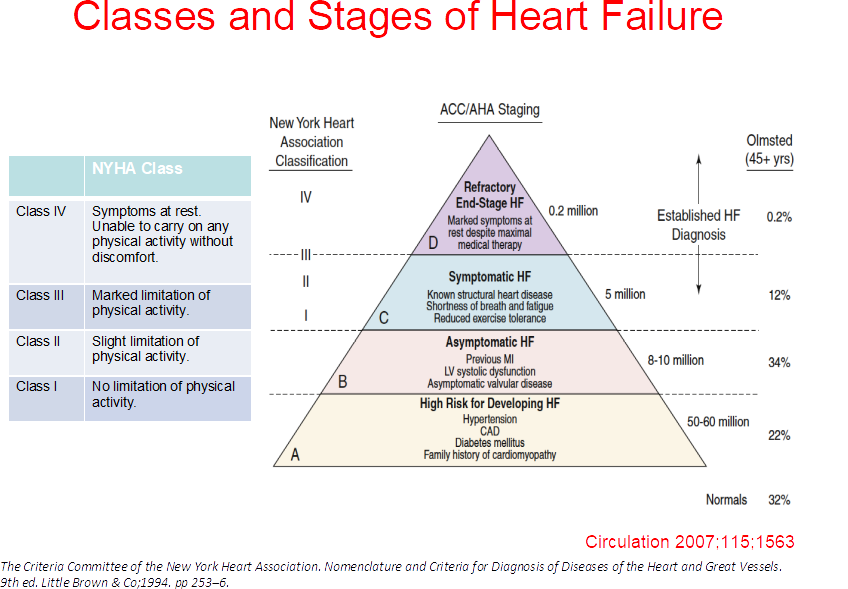 Classes and Stages of Heart Failure
NYHA Class
Class IV
Symptoms at rest.
Unable to carry on any
physical activity without
discomfort.
Class III
Marked limitation of
physical activity.
Class II
Slight limitation of
physical activity.
Class I
No limitation of physical
activity.
New York Heart
Association
Classification
IV
III
II
I
ACC/AHA Staging
Refractory
End-Stage HF
Marked symptoms at
rest despite maximal
medical therapy
D
Symptomatic HF
Known structural heart disease
Shortness of breath and fatigue
Reduced exercise tolerance
C
Asymptomatic HF
Previous MI
LV systolic dysfunction
Asymptomatic valvular disease
B
High Risk for Developing HF
Hypertension
CAD
Diabetes mellitus
Family history of cardiomyopathy
A
0.2 million
5 million
8-10 million
50-60 million
Established HF
Diagnosis
Olmsted
(45+ yrs)
0.2%
12%
34%
22%
Normals 32%
Circulation 2007;115;1563
The Criteria Committee of the New York Heart Association. Nomenclature and Criteria for Diagnosis of Diseases of the Heart and Great Vessels.
9th ed. Little Brown & Co;1994. pp 253–6.